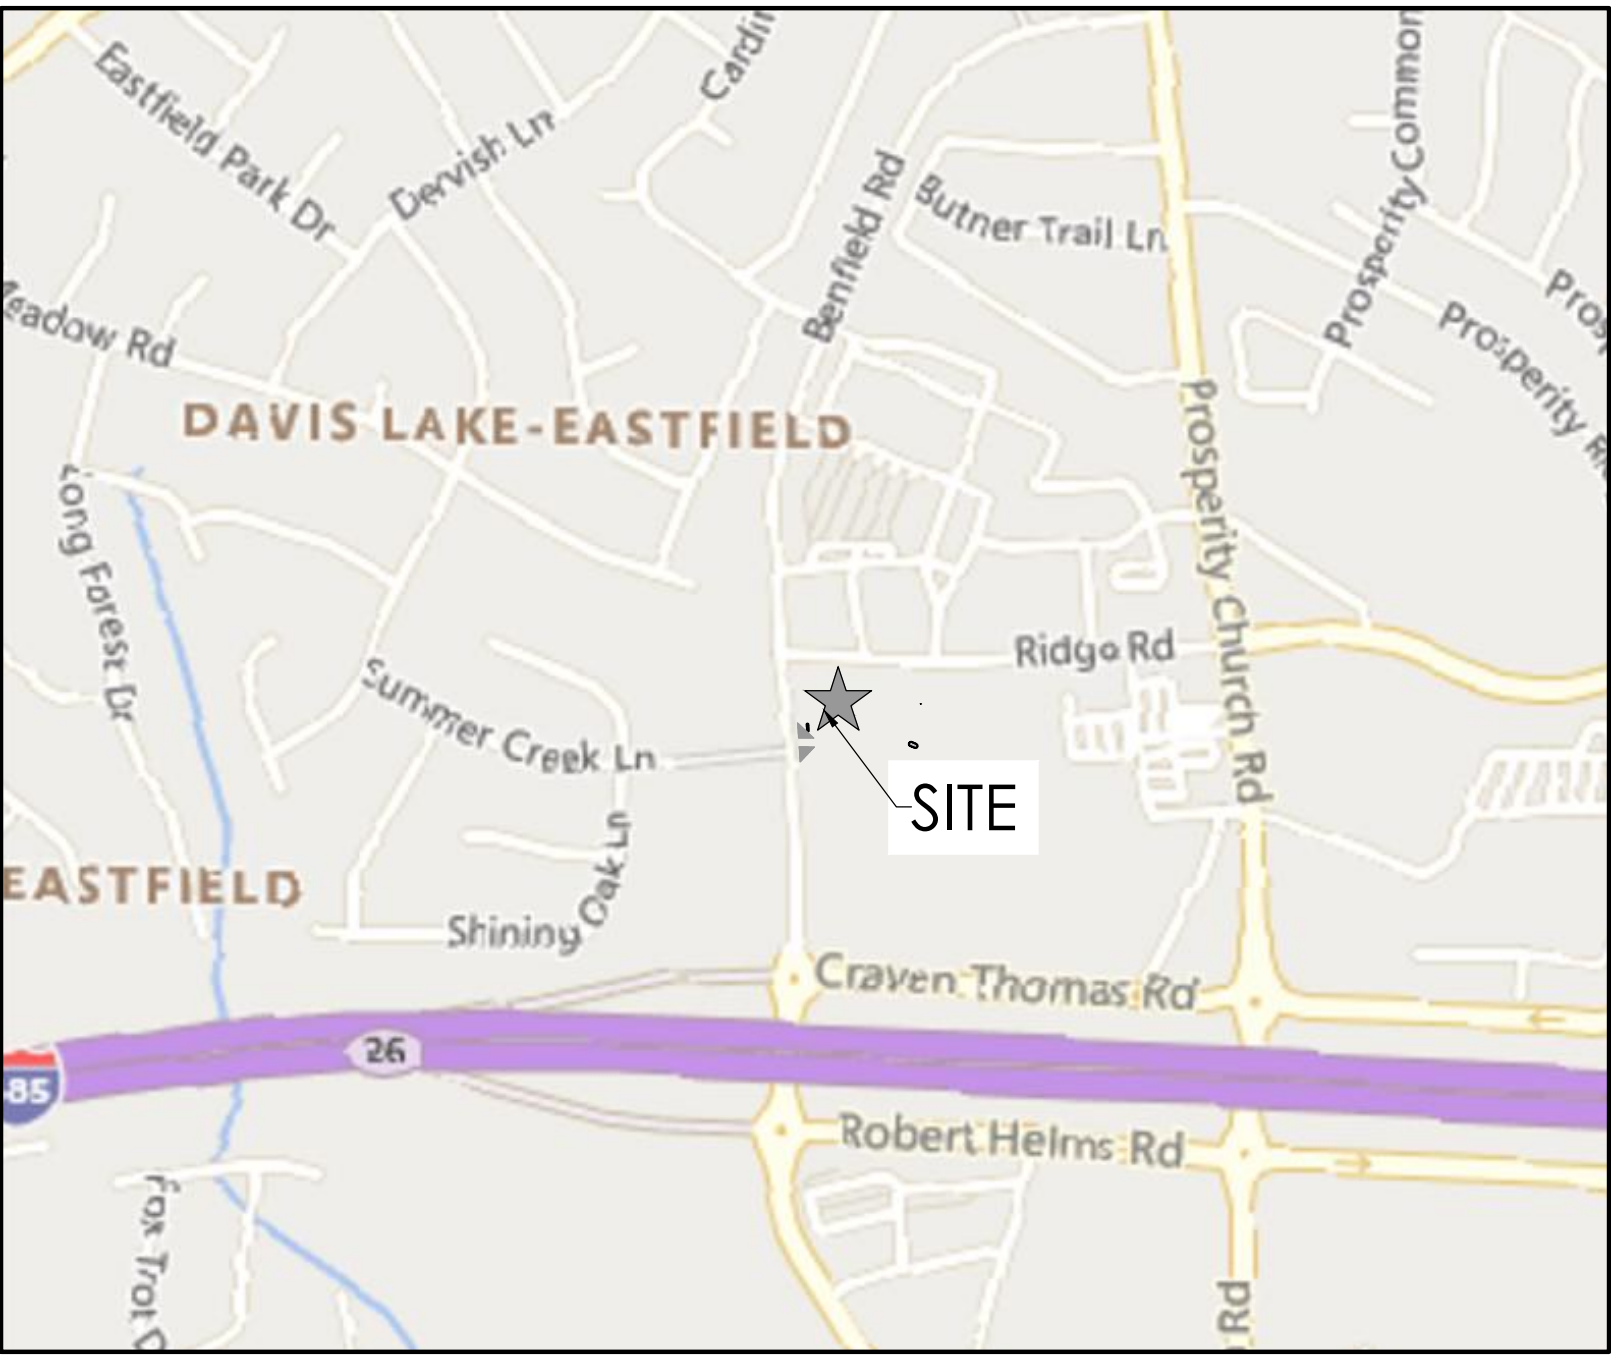 Cardin
Eastfield Park Dr
Dervish Ln
Prosperity Common
Benfield Rd
Butner Trail Ln
Meadow Rd
Prosperity
DAVIS LAKE-EASTFIELD
Prosperity Church Rd
Long Forest Dr
Ridge Rd
Summer Creek Ln
SITE
Shining Oak Ln
EASTFIELD
Craven Thomas Rd
26
85
Robert Helms Rd
Fox Trot D
Rd